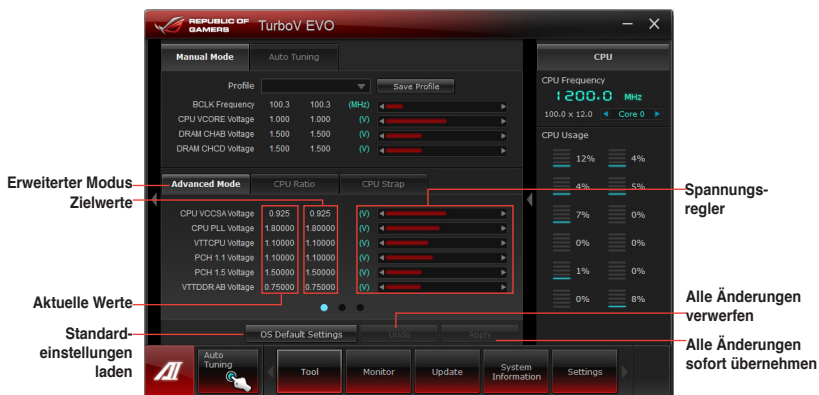 REPUBLIC OF GAMERS TurboV EVO
Manual Mode Auto Tuning
Profile Save Profile
BCLK Frequency 100.3 100.3 (MHz)
CPU VCORE Voltage 1.000 1.000 (V)
DRAM CHAB Voltage 1.500 1.500 (V)
DRAM CHCD Voltage 1.500 1.500 (V)
Advanced Mode CPU Ratio CPU Strap
CPU VCCSA Voltage 0.925 0.925 (V)
CPU PLL Voltage 1.80000 1.80000 (V)
VTTCPU Voltage 1.10000 1.10000 (V)
PCH 1.1 Voltage 1.10000 1.10000 (V)
PCH 1.5 Voltage 1.50000 1.50000 (V)
VTTDDR AB Voltage 0.75000 0.75000 (V)
OS Default Settings Undo Apply
CPU
CPU Frequency
1200.0 MHz
100.0 x 12.0 Core 0
CPU Usage
12% 4%
4% 5%
7% 0%
0% 0%
1% 0%
0% 8%
AI
Auto Tuning
Tool
Monitor
Update
System Information
Settings
Erweiterter Modus
Zielwerte
Aktuelle Werte
Standard-
einstellungen
laden
Spannungs-
regler
Alle Änderungen
verwerfen
Alle Änderungen
sofort übernehmen